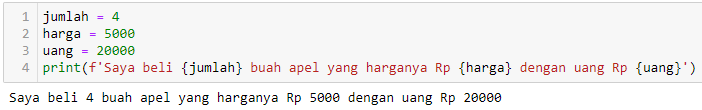 1 jumlah = 4
2 harga = 5000
3 uang = 20000
4 print(f'Saya beli {jumlah} buah apel yang harganya Rp {harga} dengan uang Rp {uang}')
Saya beli 4 buah apel yang harganya Rp 5000 dengan uang Rp 20000